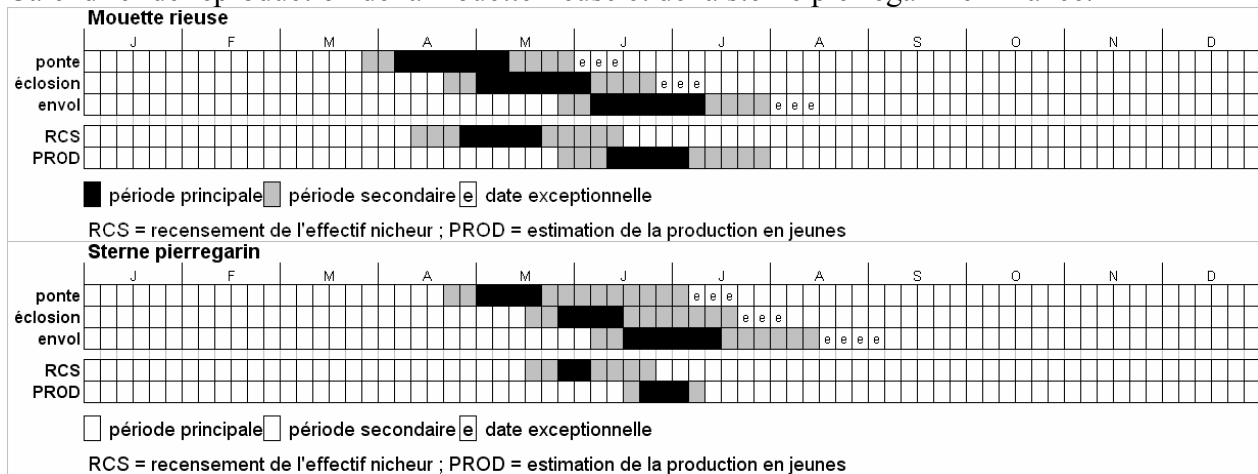 Mouette rieuse
J F M A M J J A S O N D
ponte e e e
éclosion e e e
envol e e e
RCS
PROD
période principale période secondaire e date exceptionnelle
RCS = recensement de l'effectif nicheur ; PROD = estimation de la production en jeunes
Sterne pierregarin
J F M A M J J A S O N D
ponte e e e
éclosion e e e
envol e e e e
RCS
PROD
période principale période secondaire e date exceptionnelle
RCS = recensement de l'effectif nicheur ; PROD = estimation de la production en jeunes